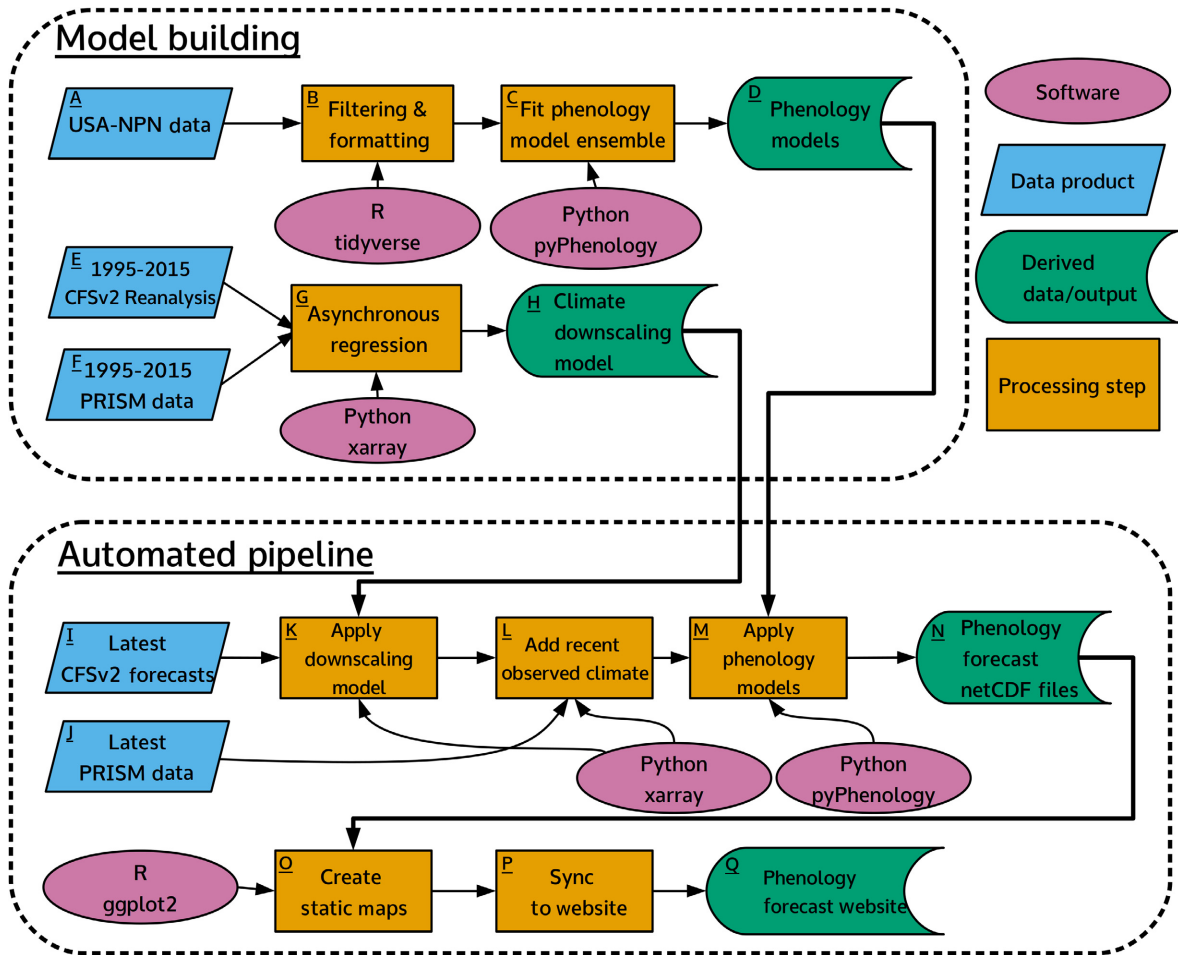 Model building
A
USA-NPN data
B
Filtering &
formatting
C
Fit phenology
model ensemble
D
Phenology
models
R
tidyverse
Python
pyPhenology
E
1995-2015
CFSv2 Reanalysis
F
1995-2015
PRISM data
G
Asynchronous
regression
H
Climate
downscaling
model
Python
xarray
Software
Data product
Derived
data/output
Processing step
Automated pipeline
I
Latest
CFSv2 forecasts
J
Latest
PRISM data
K
Apply
downscaling
model
L
Add recent
observed climate
M
Apply
phenology
models
N
Phenology
forecast
netCDF files
Python
xarray
Python
pyPhenology
R
ggplot2
O
Create
static maps
P
Sync
to website
Q
Phenology
forecast website